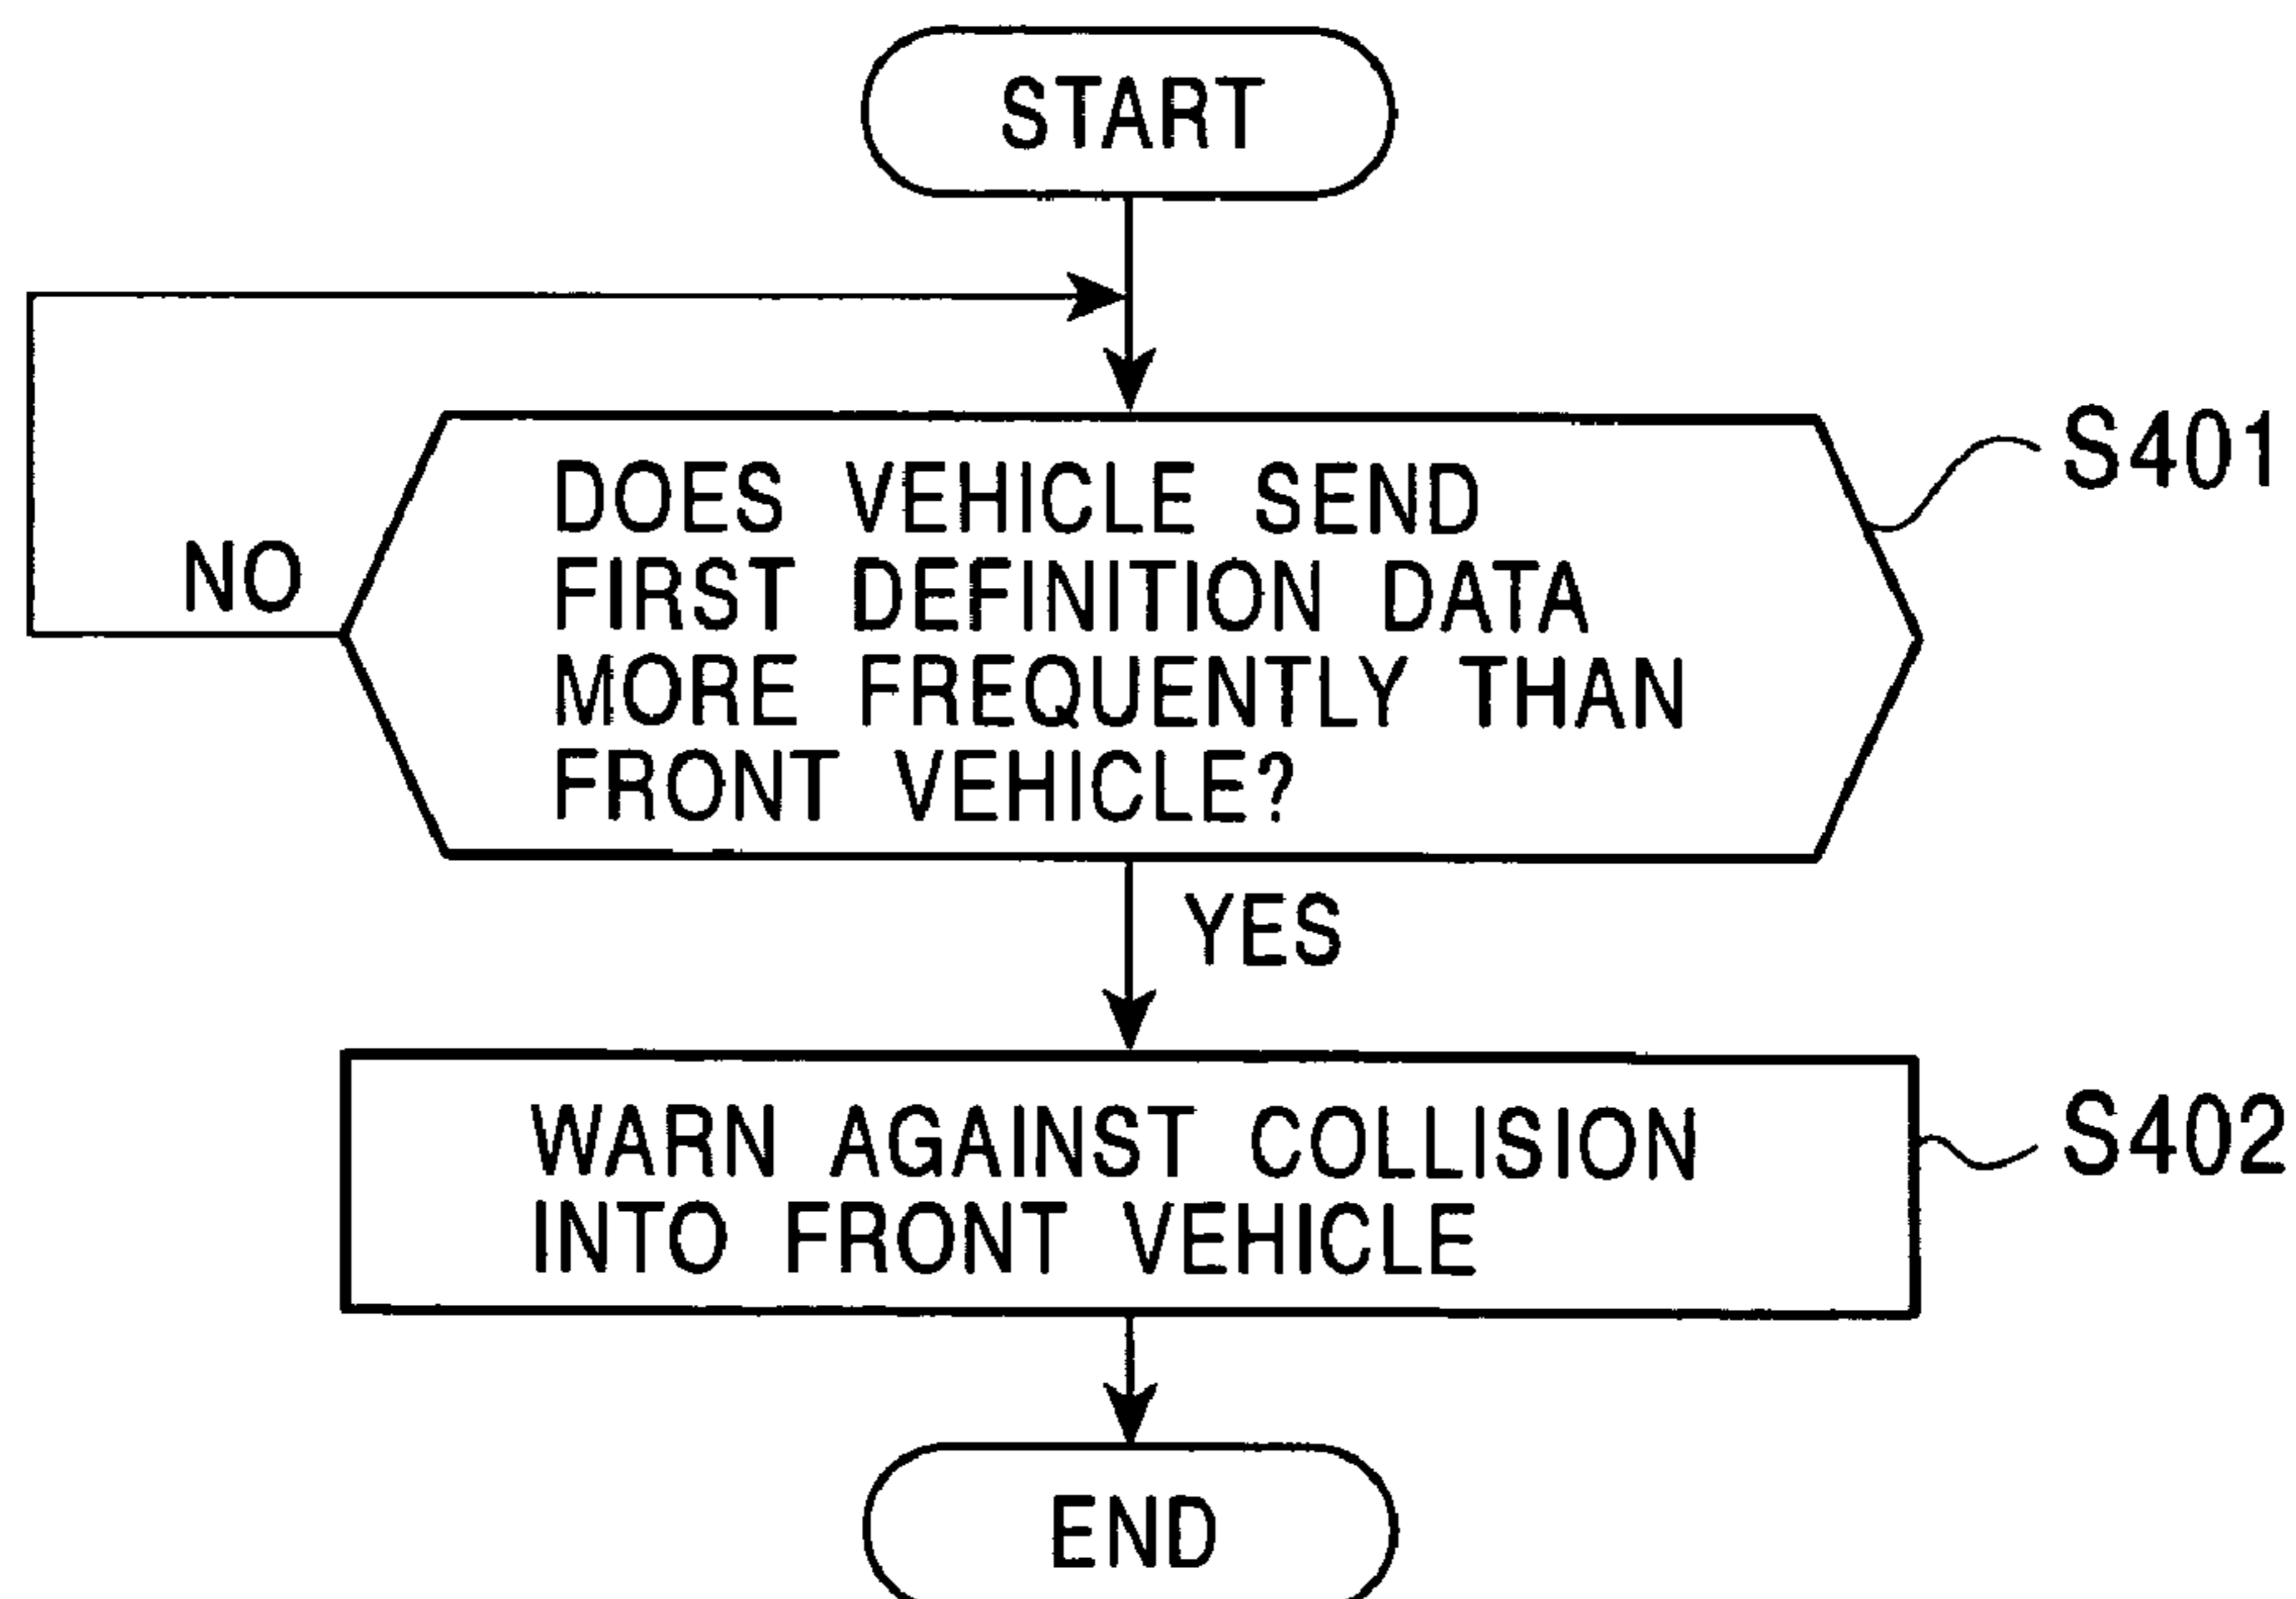 START
DOES VEHICLE SEND
FIRST DEFINITION DATA
MORE FREQUENTLY THAN
FRONT VEHICLE?
S401
NO
YES
WARN AGAINST COLLISION
INTO FRONT VEHICLE
S402
END